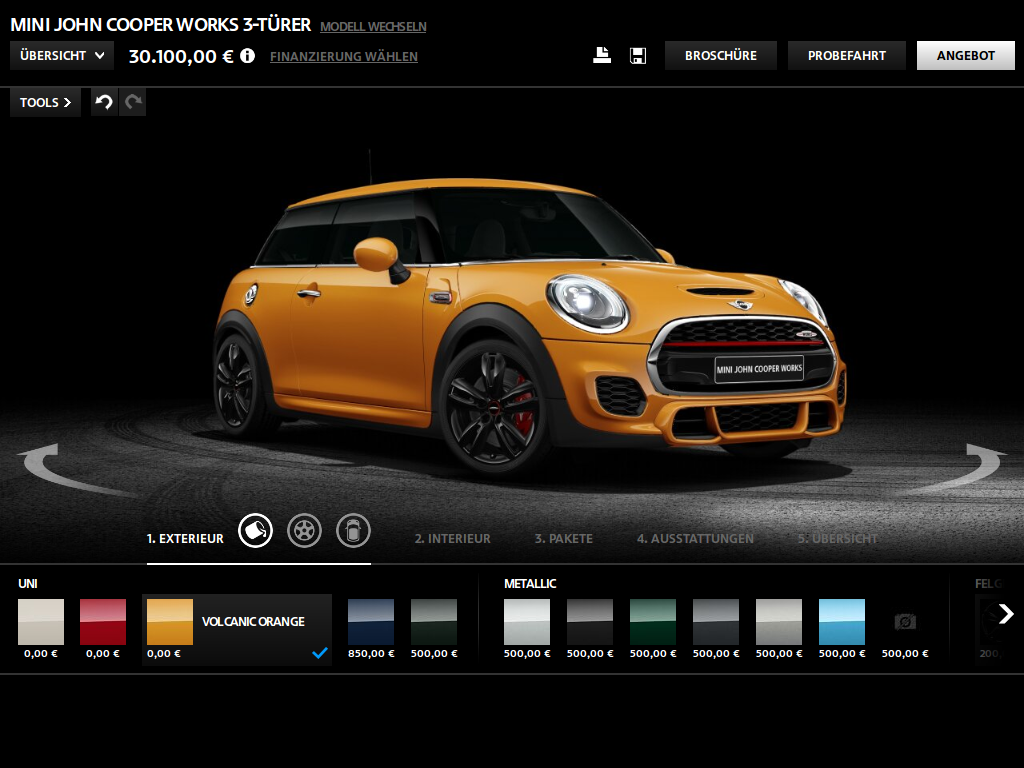 MINI JOHN COOPER WORKS 3-TÜRER MODELL WECHSELN
ÜBERSICHT 30.100,00 € FINANZIERUNG WÄHLEN BROSCHÜRE PROBEFAHRT ANGEBOT
TOOLS
MINI JOHN COOPER WORKS
1. EXTERIEUR 2. INTERIEUR 3. PAKETE 4. AUSSTATTUNGEN 5. ÜBERSICHT
UNI METALLIC FELG
VOLCANIC ORANGE
0,00 € 0,00 € 0,00 € 850,00 € 500,00 € 500,00 € 500,00 € 500,00 € 500,00 € 500,00 € 500,00 € 500,00 € 200,